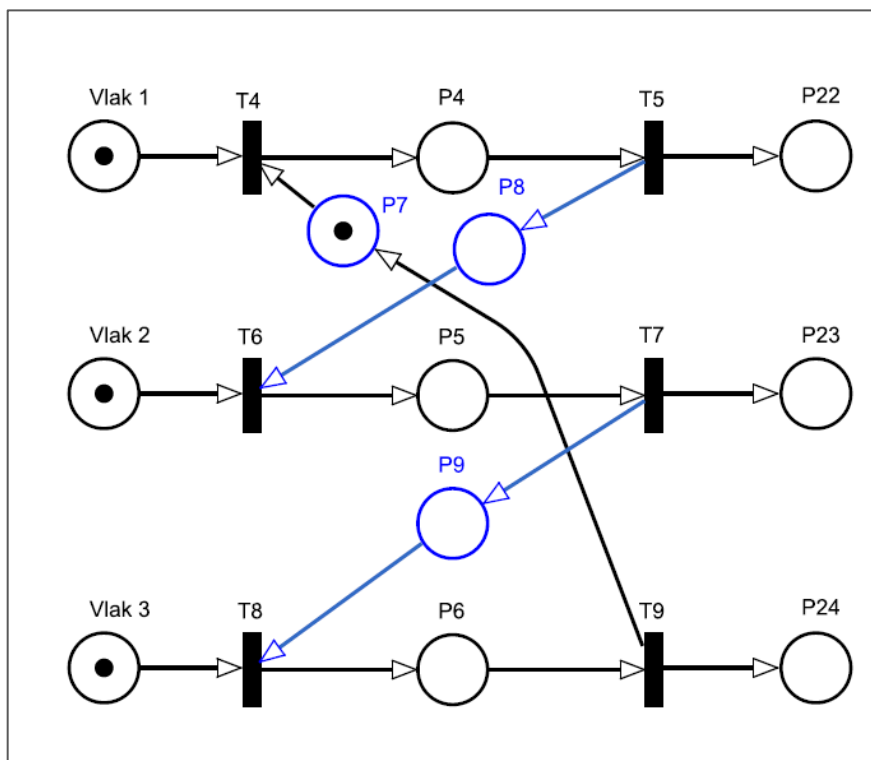 Vlak 1
T4
P4
T5
P22
P7
P8
Vlak 2
T6
P5
T7
P23
P9
Vlak 3
T8
P6
T9
P24